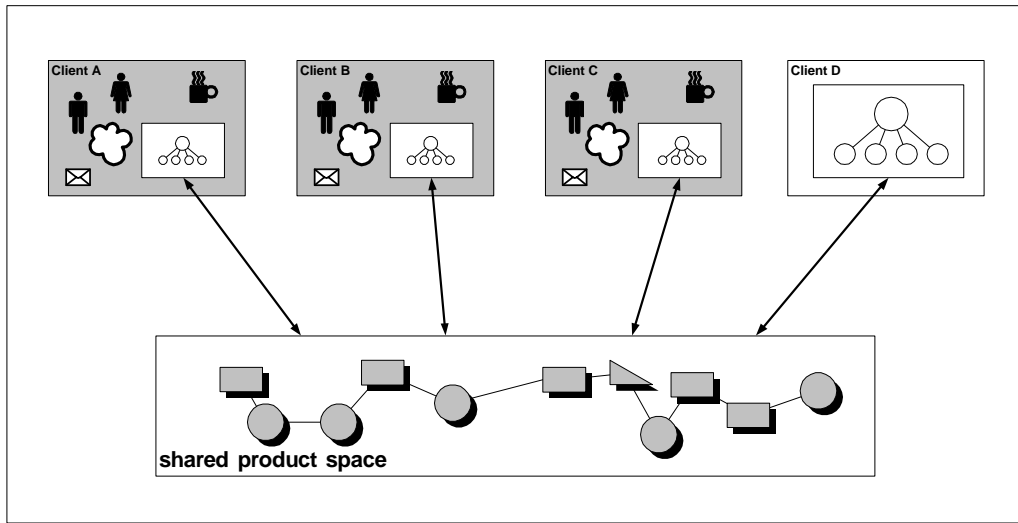 Client A
Client B
Client C
Client D
shared product space